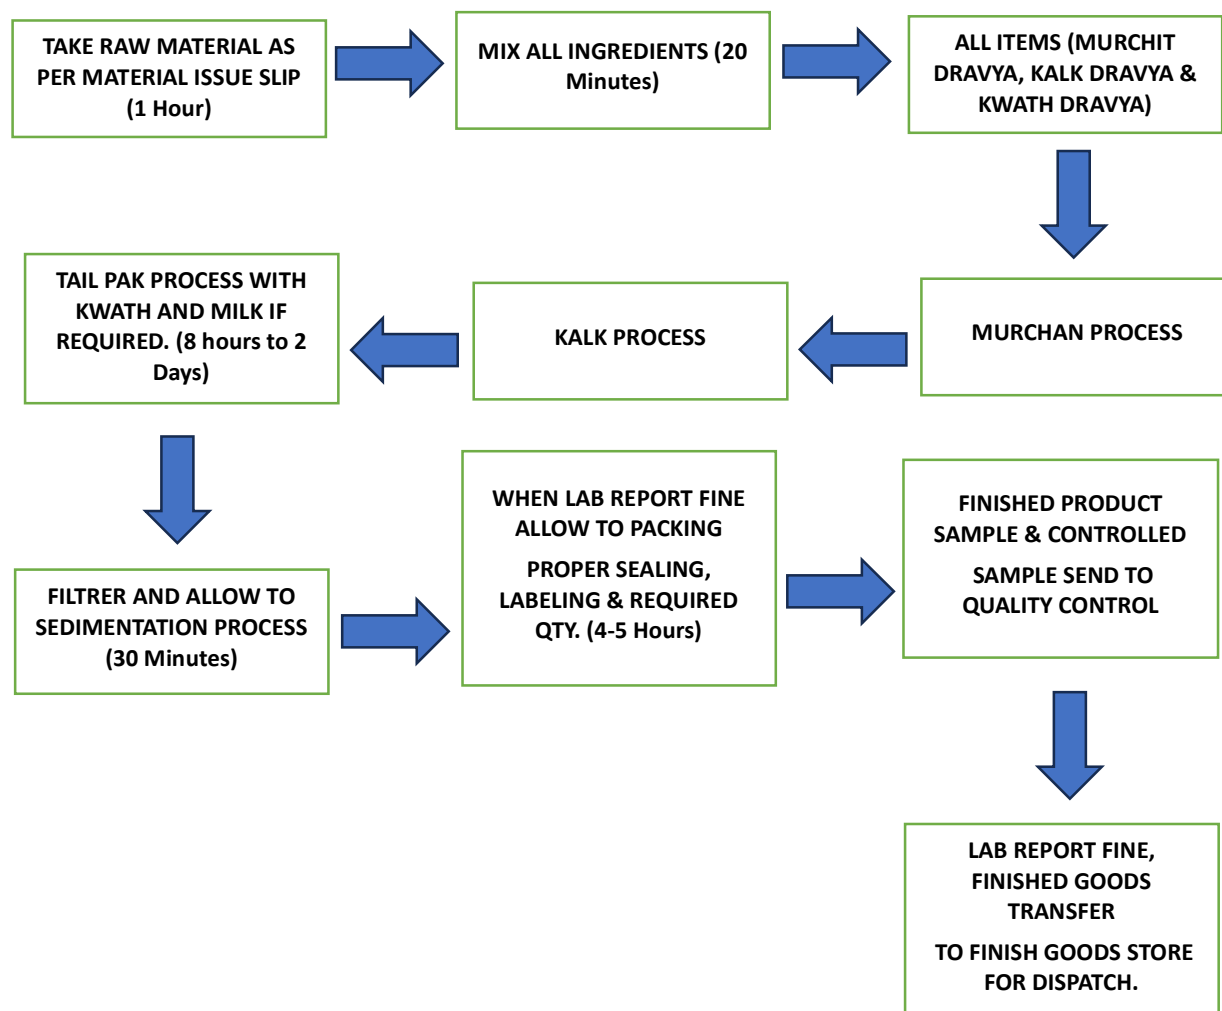 TAKE RAW MATERIAL AS
PER MATERIAL ISSUE SLIP
(1 Hour)
MIX ALL INGREDIENTS (20
Minutes)
ALL ITEMS (MURCHIT
DRAVYA, KALK DRAVYA &
KWATH DRAVYA)
MURCHAN PROCESS
KALK PROCESS
TAIL PAK PROCESS WITH
KWATH AND MILK IF
REQUIRED. (8 hours to 2
Days)
FILTRER AND ALLOW TO
SEDIMENTATION PROCESS
(30 Minutes)
WHEN LAB REPORT FINE
ALLOW TO PACKING
PROPER SEALING,
LABELING & REQUIRED
QTY. (4-5 Hours)
FINISHED PRODUCT
SAMPLE & CONTROLLED
SAMPLE SEND TO
QUALITY CONTROL
LAB REPORT FINE,
FINISHED GOODS
TRANSFER
TO FINISH GOODS STORE
FOR DISPATCH.